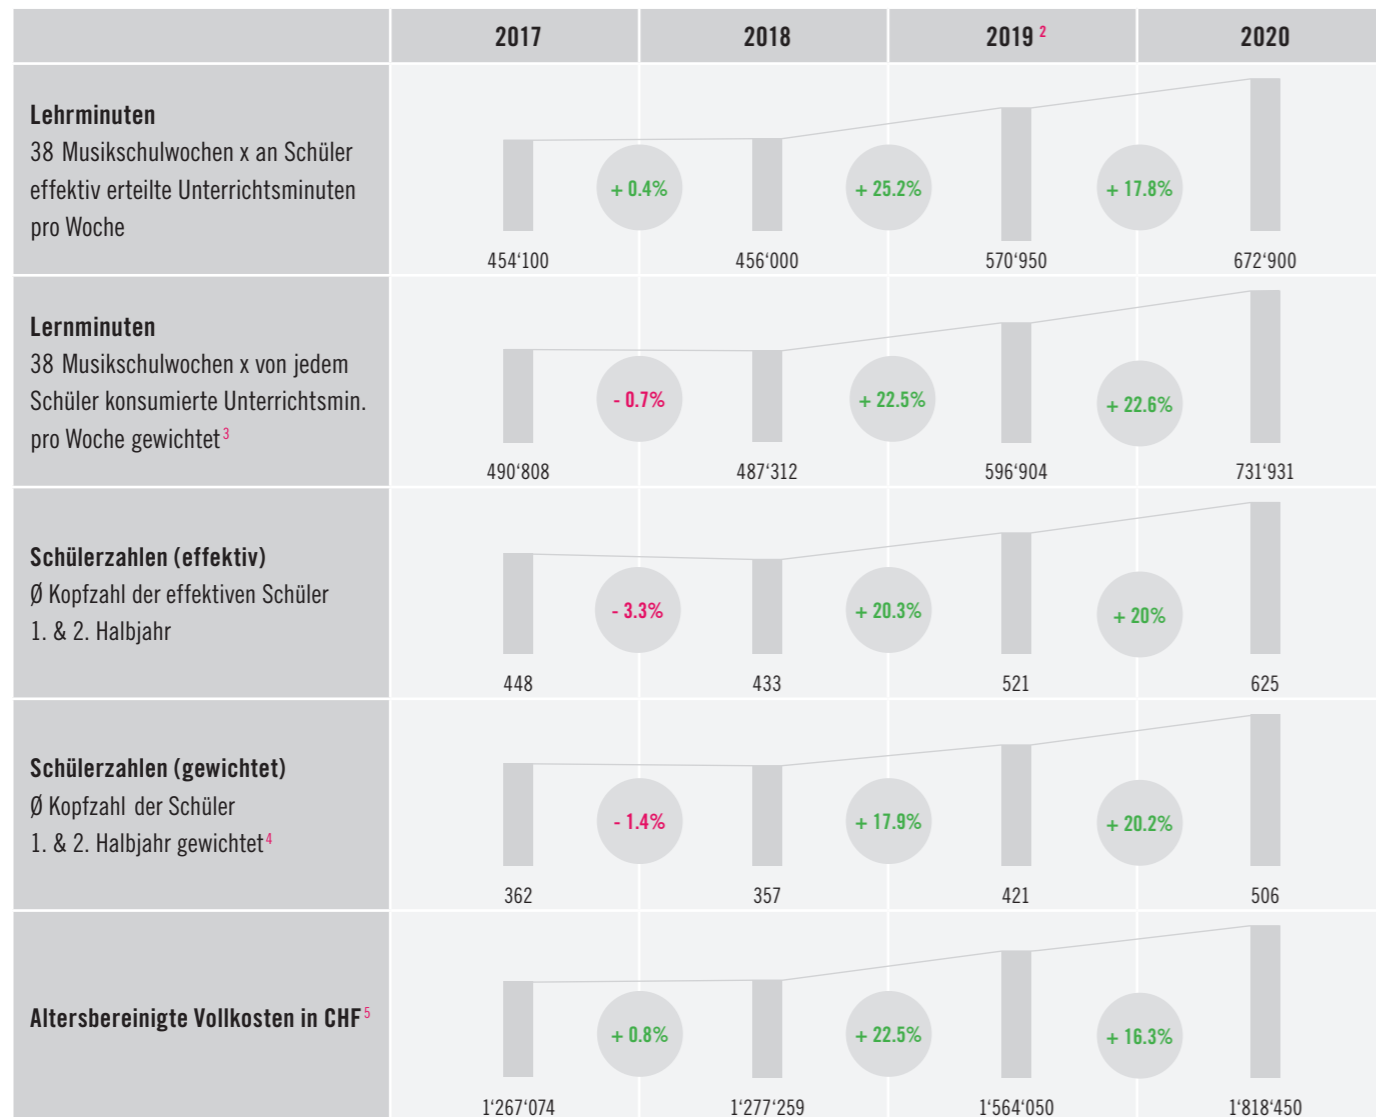 2017 2018 2019 2 2020
Lehrminuten
38 Musikschulwochen x an Schüler
effektiv erteilte Unterrichtsminuten
pro Woche
+ 0.4% + 25.2% + 17.8%
454‘100 456‘000 570‘950 672‘900
Lernminuten
38 Musikschulwochen x von jedem
Schüler konsumierte Unterrichtsmin.
pro Woche gewichtet 3
- 0.7% + 22.5% + 22.6%
490‘808 487‘312 596‘904 731‘931
Schülerzahlen (effektiv)
Ø Kopfzahl der effektiven Schüler
1. & 2. Halbjahr
- 3.3% + 20.3% + 20%
448 433 521 625
Schülerzahlen (gewichtet)
Ø Kopfzahl der Schüler
1. & 2. Halbjahr gewichtet 4
- 1.4% + 17.9% + 20.2%
362 357 421 506
Altersbereinigte Vollkosten in CHF 5
+ 0.8% + 22.5% + 16.3%
1‘267‘074 1‘277‘259 1‘564‘050 1‘818‘450